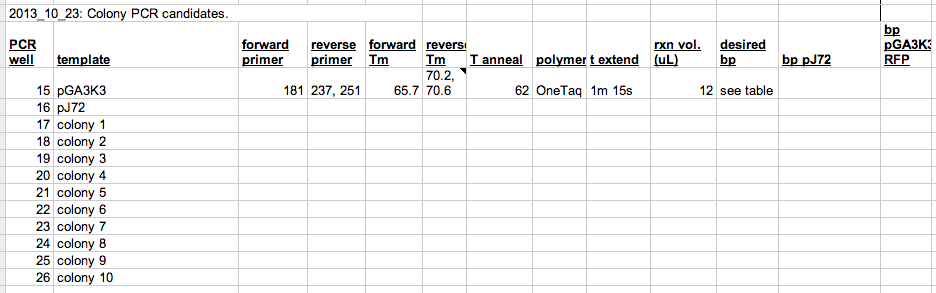 2013_10_23: Colony PCR candidates.
PCR well template forward primer reverse primer forward Tm revers Tm T anneal polymer t extend rxn vol. (uL) desired bp bp pJ72 bp pGA3K3 RFP
15 pGA3K3 181 237, 251 65.7 70.2, 70.6 62 OneTaq 1m 15s 12 see table
16 pJ72
17 colony 1
18 colony 2
19 colony 3
20 colony 4
21 colony 5
22 colony 6
23 colony 7
24 colony 8
25 colony 9
26 colony 10